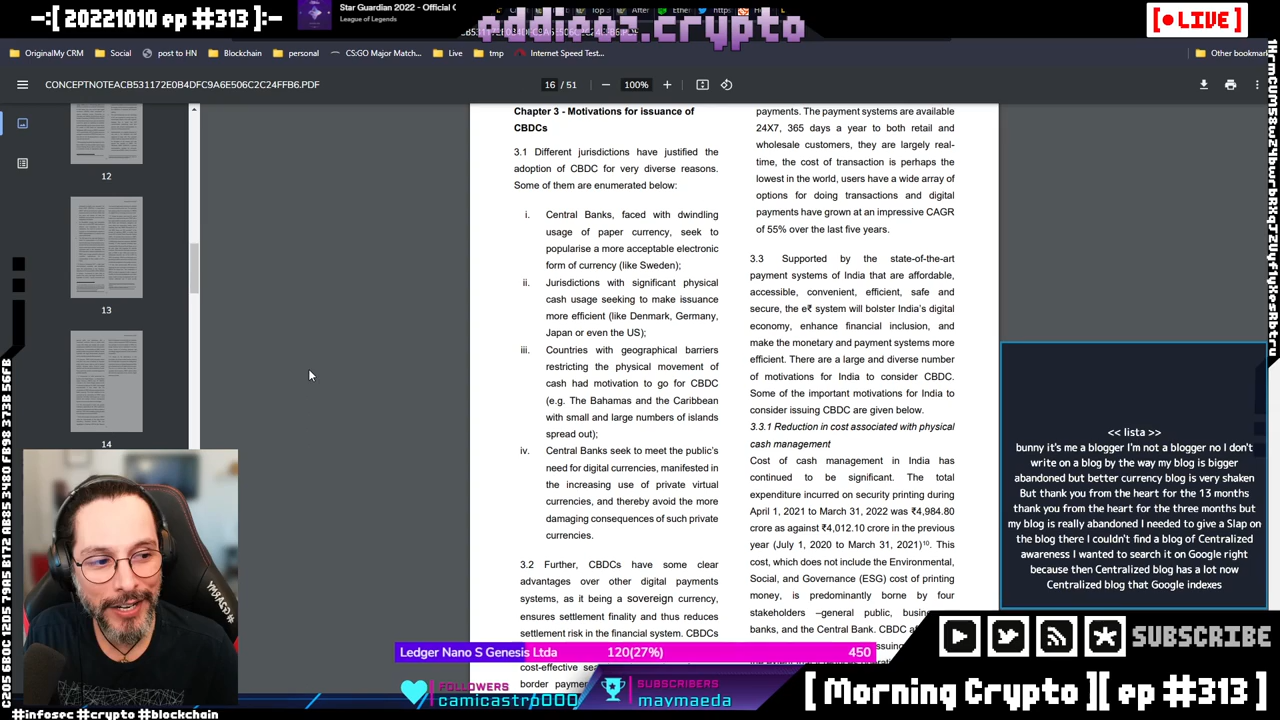 20221010 ep #313 ]:
Star Guardian 2022 - Official
League of Legends
eddieoz.crypto
[ LIVE ]
My CV
Social
post to FB
Blockchain
personal
CSGO Major Match...
Live
tmp
Internet Speed Test...
Other bookmar
CONCEPTNOTEACB531172E0B4DFC9A6E506C2C24FFB6.PDF
16 / 51
100%
12
13
14
Chapter 3 - Motivations for issuance of
CBDCs
3.1 Different jurisdictions have justified the
adoption of CBDC for very diverse reasons.
Some of them are enumerated below:
i. Central Banks, faced with dwindling
usage of paper currency, seek to
popularise a more acceptable electronic
form of currency (like Sweden);
ii. Jurisdictions with significant physical
cash usage seeking to make issuance
more efficient (like Denmark, Germany,
Japan or even the US);
iii. Countries with geographical barriers
restricting the physical movement of
cash had motivation to go for CBDC
(e.g. The Bahamas and the Caribbean
with small and large numbers of islands
spread out);
iv. Central Banks seek to meet the public's
need for digital currencies, manifested in
the increasing use of private virtual
currencies, and thereby avoid the more
damaging consequences of such private
currencies.
3.2 Further, CBDCs have some clear
advantages over other digital payments
systems, as it being a sovereign currency,
ensures settlement finality and thus reduces
settlement risk in the financial system. CBDCs
cost-effective
border
payments. The payment systems are available
24X7, 365 days a year to both retail and
wholesale customers, they are largely real-
time, the cost of transaction is perhaps the
lowest in the world, users have a wide array of
options for doing transactions and digital
payments have grown at an impressive CAGR
of 55% over the last five years.
3.3 Supported by the state-of-the-art
payment systems of India that are affordable,
accessible, convenient, efficient, safe and
secure, the e₹ system will bolster India's digital
economy, enhance financial inclusion, and
make the monetary and payment systems more
efficient. There are a large and diverse number
of motivations for India to consider CBDC.
Some of the important motivations for India to
consider issuing CBDC are given below.
3.3.1 Reduction in cost associated with physical
cash management
Cost of cash management in India has
continued to be significant. The total
expenditure incurred on security printing during
April 1, 2021 to March 31, 2022 was ₹4,984.80
crore as against ₹4,012.10 crore in the previous
year (July 1, 2020 to March 31, 2021)¹⁰. This
cost, which does not include the Environmental,
Social, and Governance (ESG) cost of printing
money, is predominantly borne by four
stakeholders –general public,
banks, and the Central Bank. CBDC
<< lista >>
bunny it's me a blogger I'm not a blogger no I don't
write on a blog by the way my blog is bigger
abandoned but better currency blog is very shaken
But thank you from the heart for the 13 months
thank you from the heart for the three months but
my blog is really abandoned I needed to give a Slap on
the blog there I couldn't find a blog of Centralized
awareness I wanted to search it on Google right
because then Centralized blog has a lot now
Centralized blog that Google indexes
SUBSCRIBE
Ledger Nano S Genesis Ltda
120(27%)
450
FOLLOWERS
camicastro000
SUBSCRIBERS
maymaeda
[ Morning Crypto ep #313 ]
#crypto #blockchain